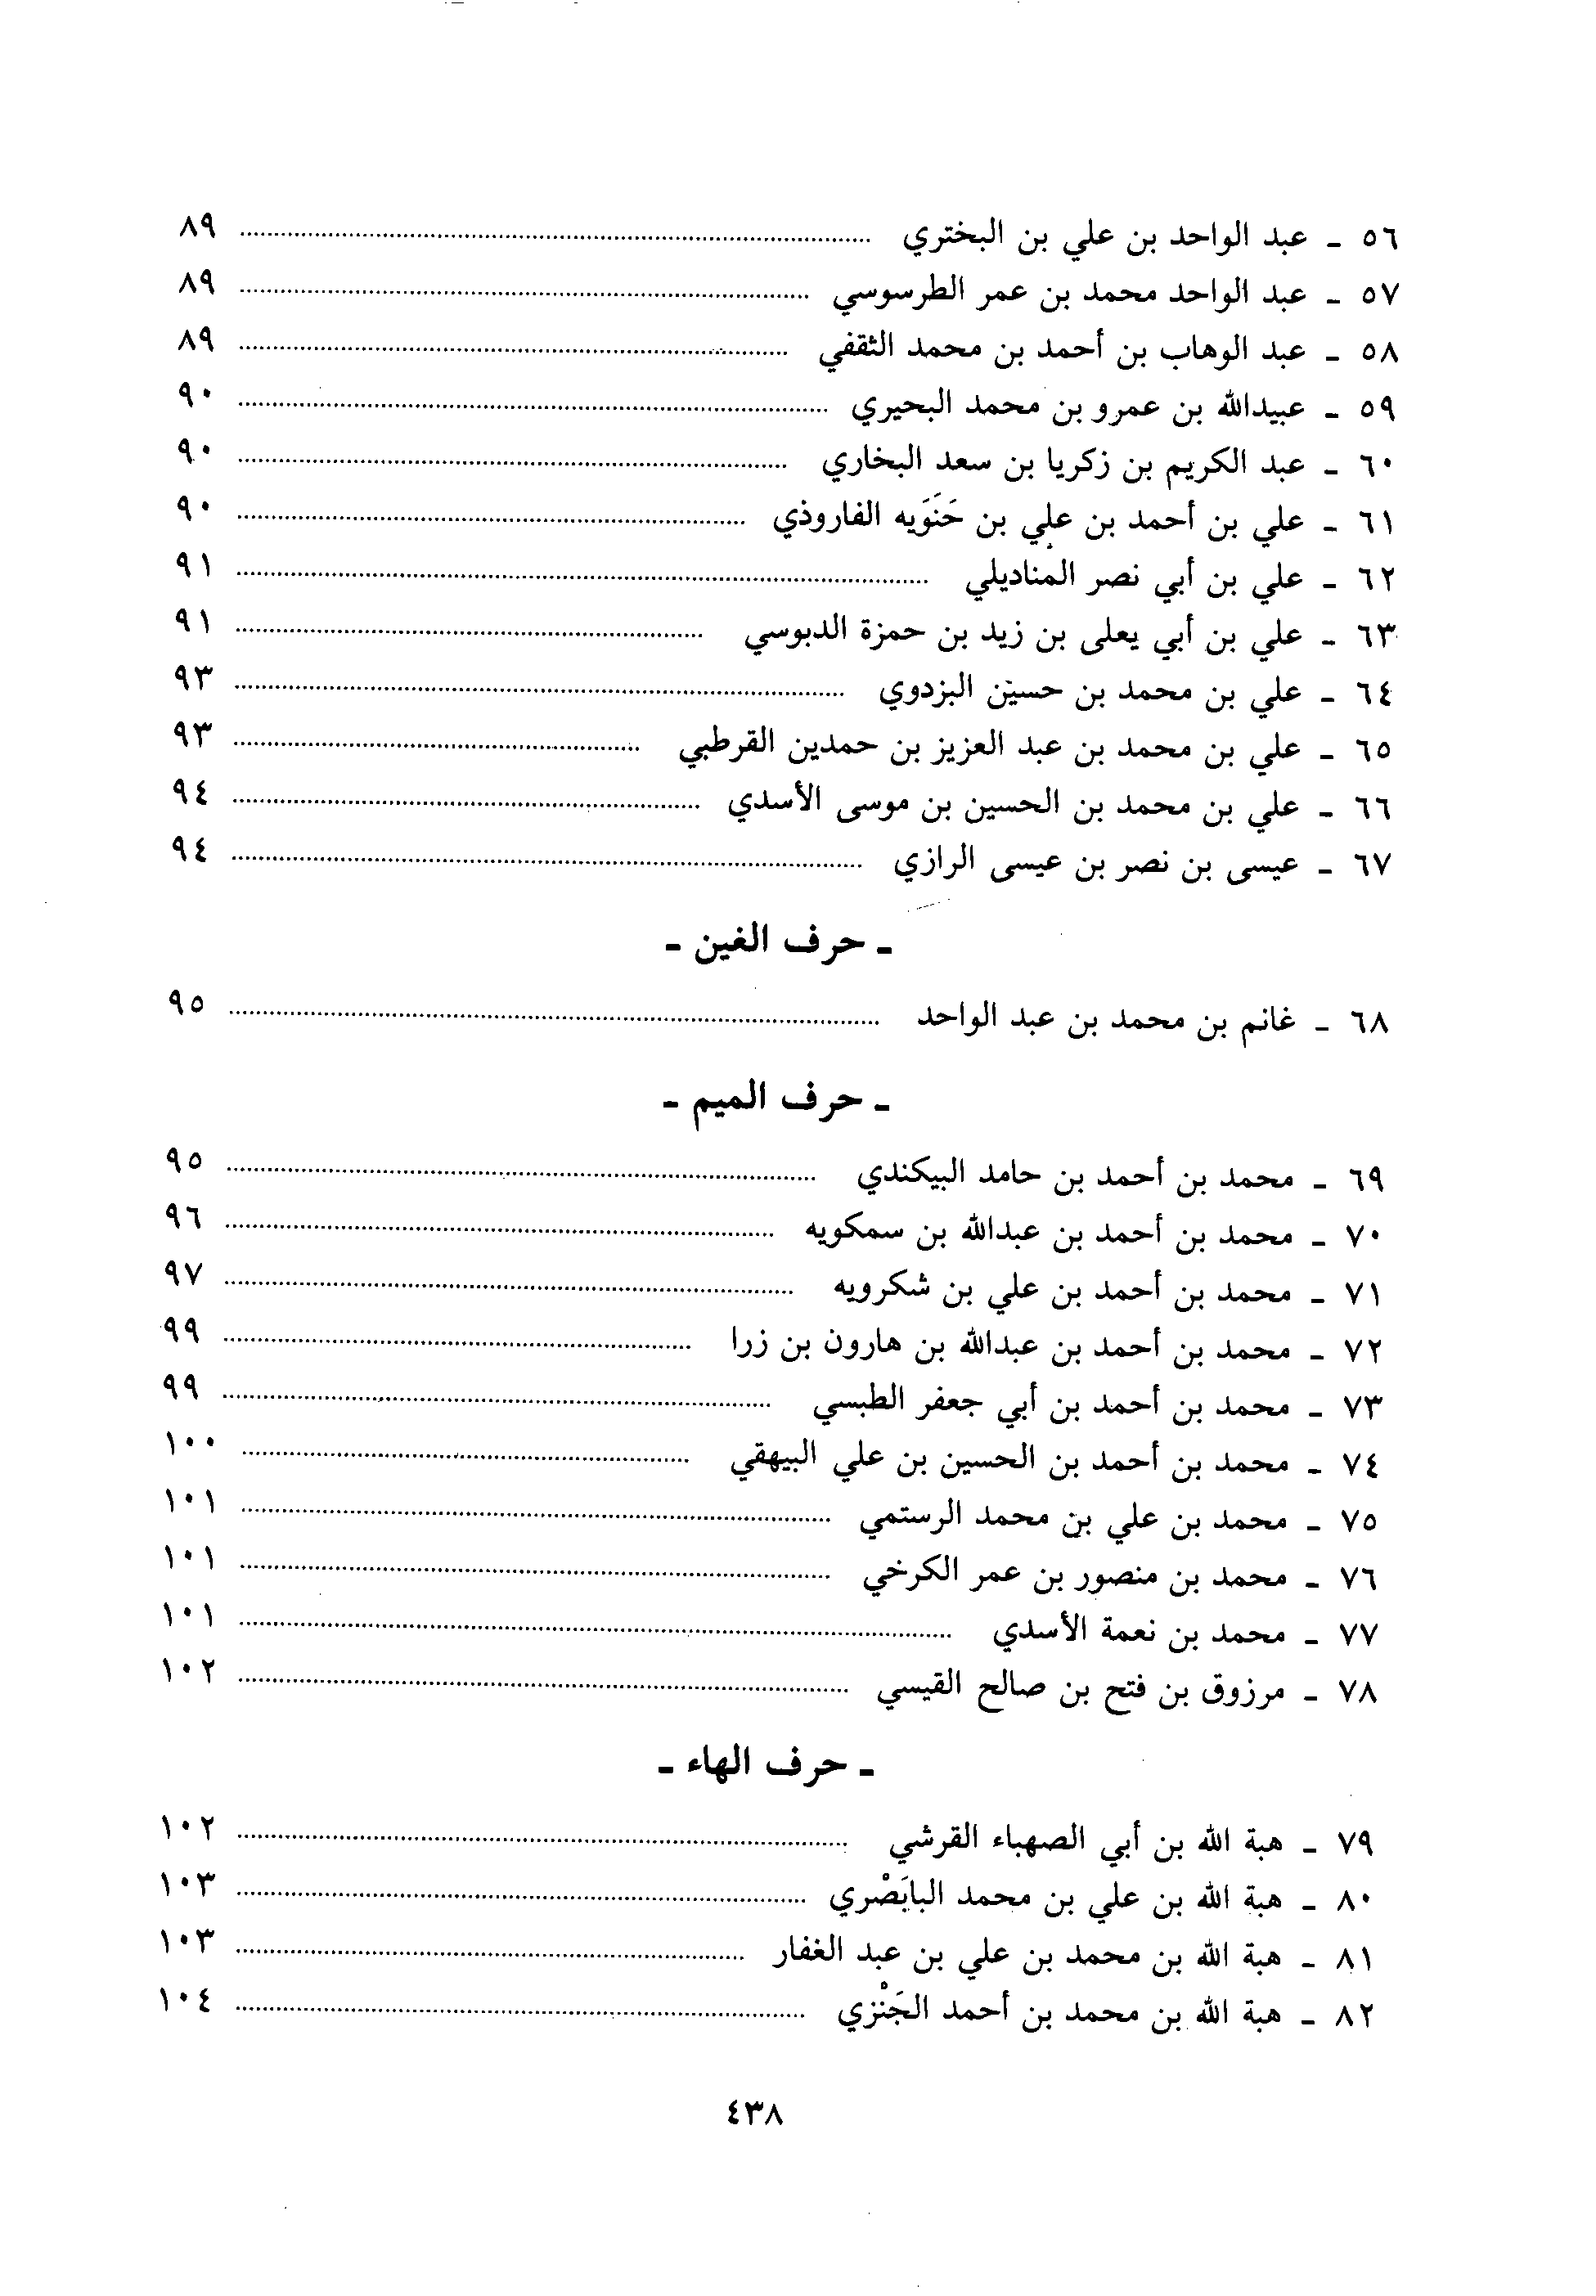 ٥٦ ـ عبد الواحد بن علي بن البختري ........ ٨٩
٥٧ ـ عبد الواحد محمد بن عمر الطرسوسي ........ ٨٩
٥٨ ـ عبد الوهاب بن أحمد بن محمد الثقفي ........ ٨٩
٥٩ ـ عبيدالله بن عمرو بن محمد البحيري ........ ٩٠
٦٠ ـ عبد الكريم بن زكريا بن سعد البخاري ........ ٩٠
٦١ ـ علي بن أحمد بن علي بن حَنَوَيه الفاروذي ........ ٩٠
٦٢ ـ علي بن أبي نصر المناديلي ........ ٩١
٦٣ ـ علي بن أبي يعلى بن زيد بن حمزة الدبوسي ........ ٩١
٦٤ ـ علي بن محمد بن حسين البزدوي ........ ٩٣
٦٥ ـ علي بن محمد بن عبد العزيز بن حمدين القرطبي ........ ٩٣
٦٦ ـ علي بن محمد بن الحسين بن موسى الأسدي ........ ٩٤
٦٧ ـ عيسى بن نصر بن عيسى الرازي ........ ٩٤
ـ حرف الغين ـ
٦٨ ـ غانم بن محمد بن عبد الواحد ........ ٩٥
ـ حرف الميم ـ
٦٩ ـ محمد بن أحمد بن حامد البيكندي ........ ٩٥
٧٠ ـ محمد بن أحمد بن عبدالله بن سمكويه ........ ٩٦
٧١ ـ محمد بن أحمد بن علي بن شكرويه ........ ٩٧
٧٢ ـ محمد بن أحمد بن عبدالله بن هارون بن زرا ........ ٩٩
٧٣ ـ محمد بن أحمد بن أبي جعفر الطبسي ........ ٩٩
٧٤ ـ محمد بن أحمد بن الحسين بن علي البيهقي ........ ١٠٠
٧٥ ـ محمد بن علي بن محمد الرستمي ........ ١٠١
٧٦ ـ محمد بن منصور بن عمر الكرخي ........ ١٠١
٧٧ ـ محمد بن نعمة الأسدي ........ ١٠١
٧٨ ـ مرزوق بن فتح بن صالح القيسي ........ ١٠٢
ـ حرف الهاء ـ
٧٩ ـ هبة الله بن أبي الصهباء القرشي ........ ١٠٢
٨٠ ـ هبة الله بن علي بن محمد البابَصْري ........ ١٠٣
٨١ ـ هبة الله بن محمد بن علي بن عبد الغفار ........ ١٠٣
٨٢ ـ هبة الله بن محمد بن أحمد الجَنْزي ........ ١٠٤
٤٣٨